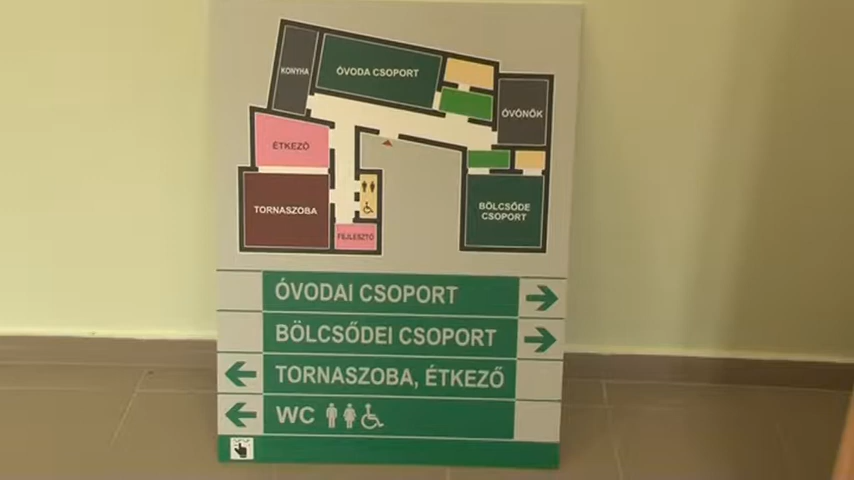 KONYHA
ÓVODA CSOPORT
ÓVÓNŐK
ÉTKEZŐ
TORNASZOBA
BÖLCSŐDE
CSOPORT
FEJLESZTŐ
ÓVODAI CSOPORT
BÖLCSŐDEI CSOPORT
TORNASZOBA, ÉTKEZŐ
WC